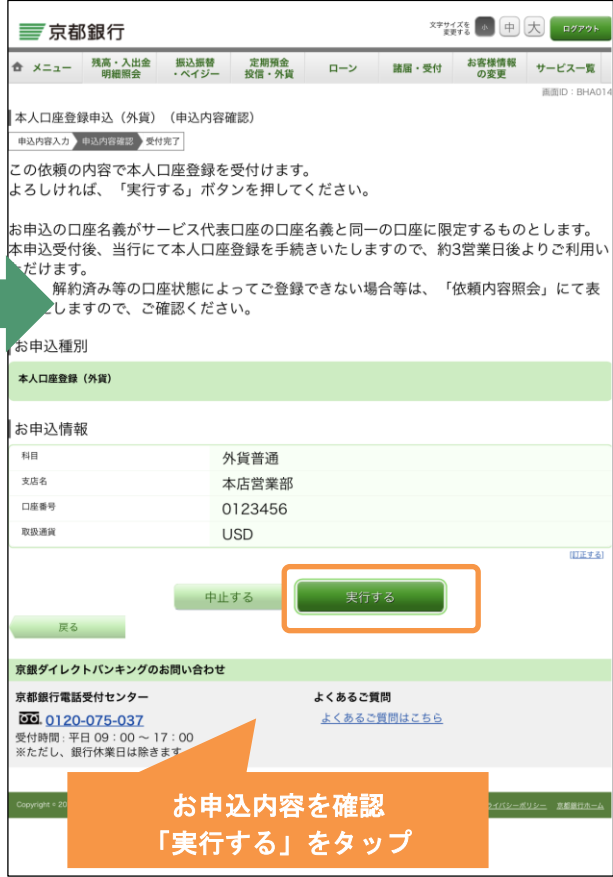 京都銀行
文字サイズを
変更する
小 中 大
ログアウト
メニュー
残高・入出金
明細照会
振込振替
・ペイジー
定期預金
投信・外貨
ローン
諸届・受付
お客様情報
の変更
サービス一覧
画面ID：BHA014
本人口座登録申込（外貨）（申込内容確認）
申込内容入力 申込内容確認 受付完了
この依頼の内容で本人口座登録を受付けます。
よろしければ、「実行する」ボタンを押してください。
お申込の口座名義がサービス代表口座の口座名義と同一の口座に限定するものとします。
本申込受付後、当行にて本人口座登録を手続きいたしますので、約3営業日後よりご利用い
だけます。
解約済み等の口座状態によってご登録できない場合等は、「依頼内容照会」にて表
しますので、ご確認ください。
お申込種別
本人口座登録（外貨）
お申込情報
科目 外貨普通
支店名 本店営業部
口座番号 0123456
取扱通貨 USD
[訂正する]
中止する 実行する
戻る
京銀ダイレクトバンキングのお問い合わせ
京都銀行電話受付センター
0120-075-037
受付時間：平日 09：00 ～ 17：00
※ただし、銀行休業日は除きます
よくあるご質問
よくあるご質問はこちら
Copyright © 20
イバシーポリシー 京都銀行ホーム
お申込内容を確認
「実行する」をタップ